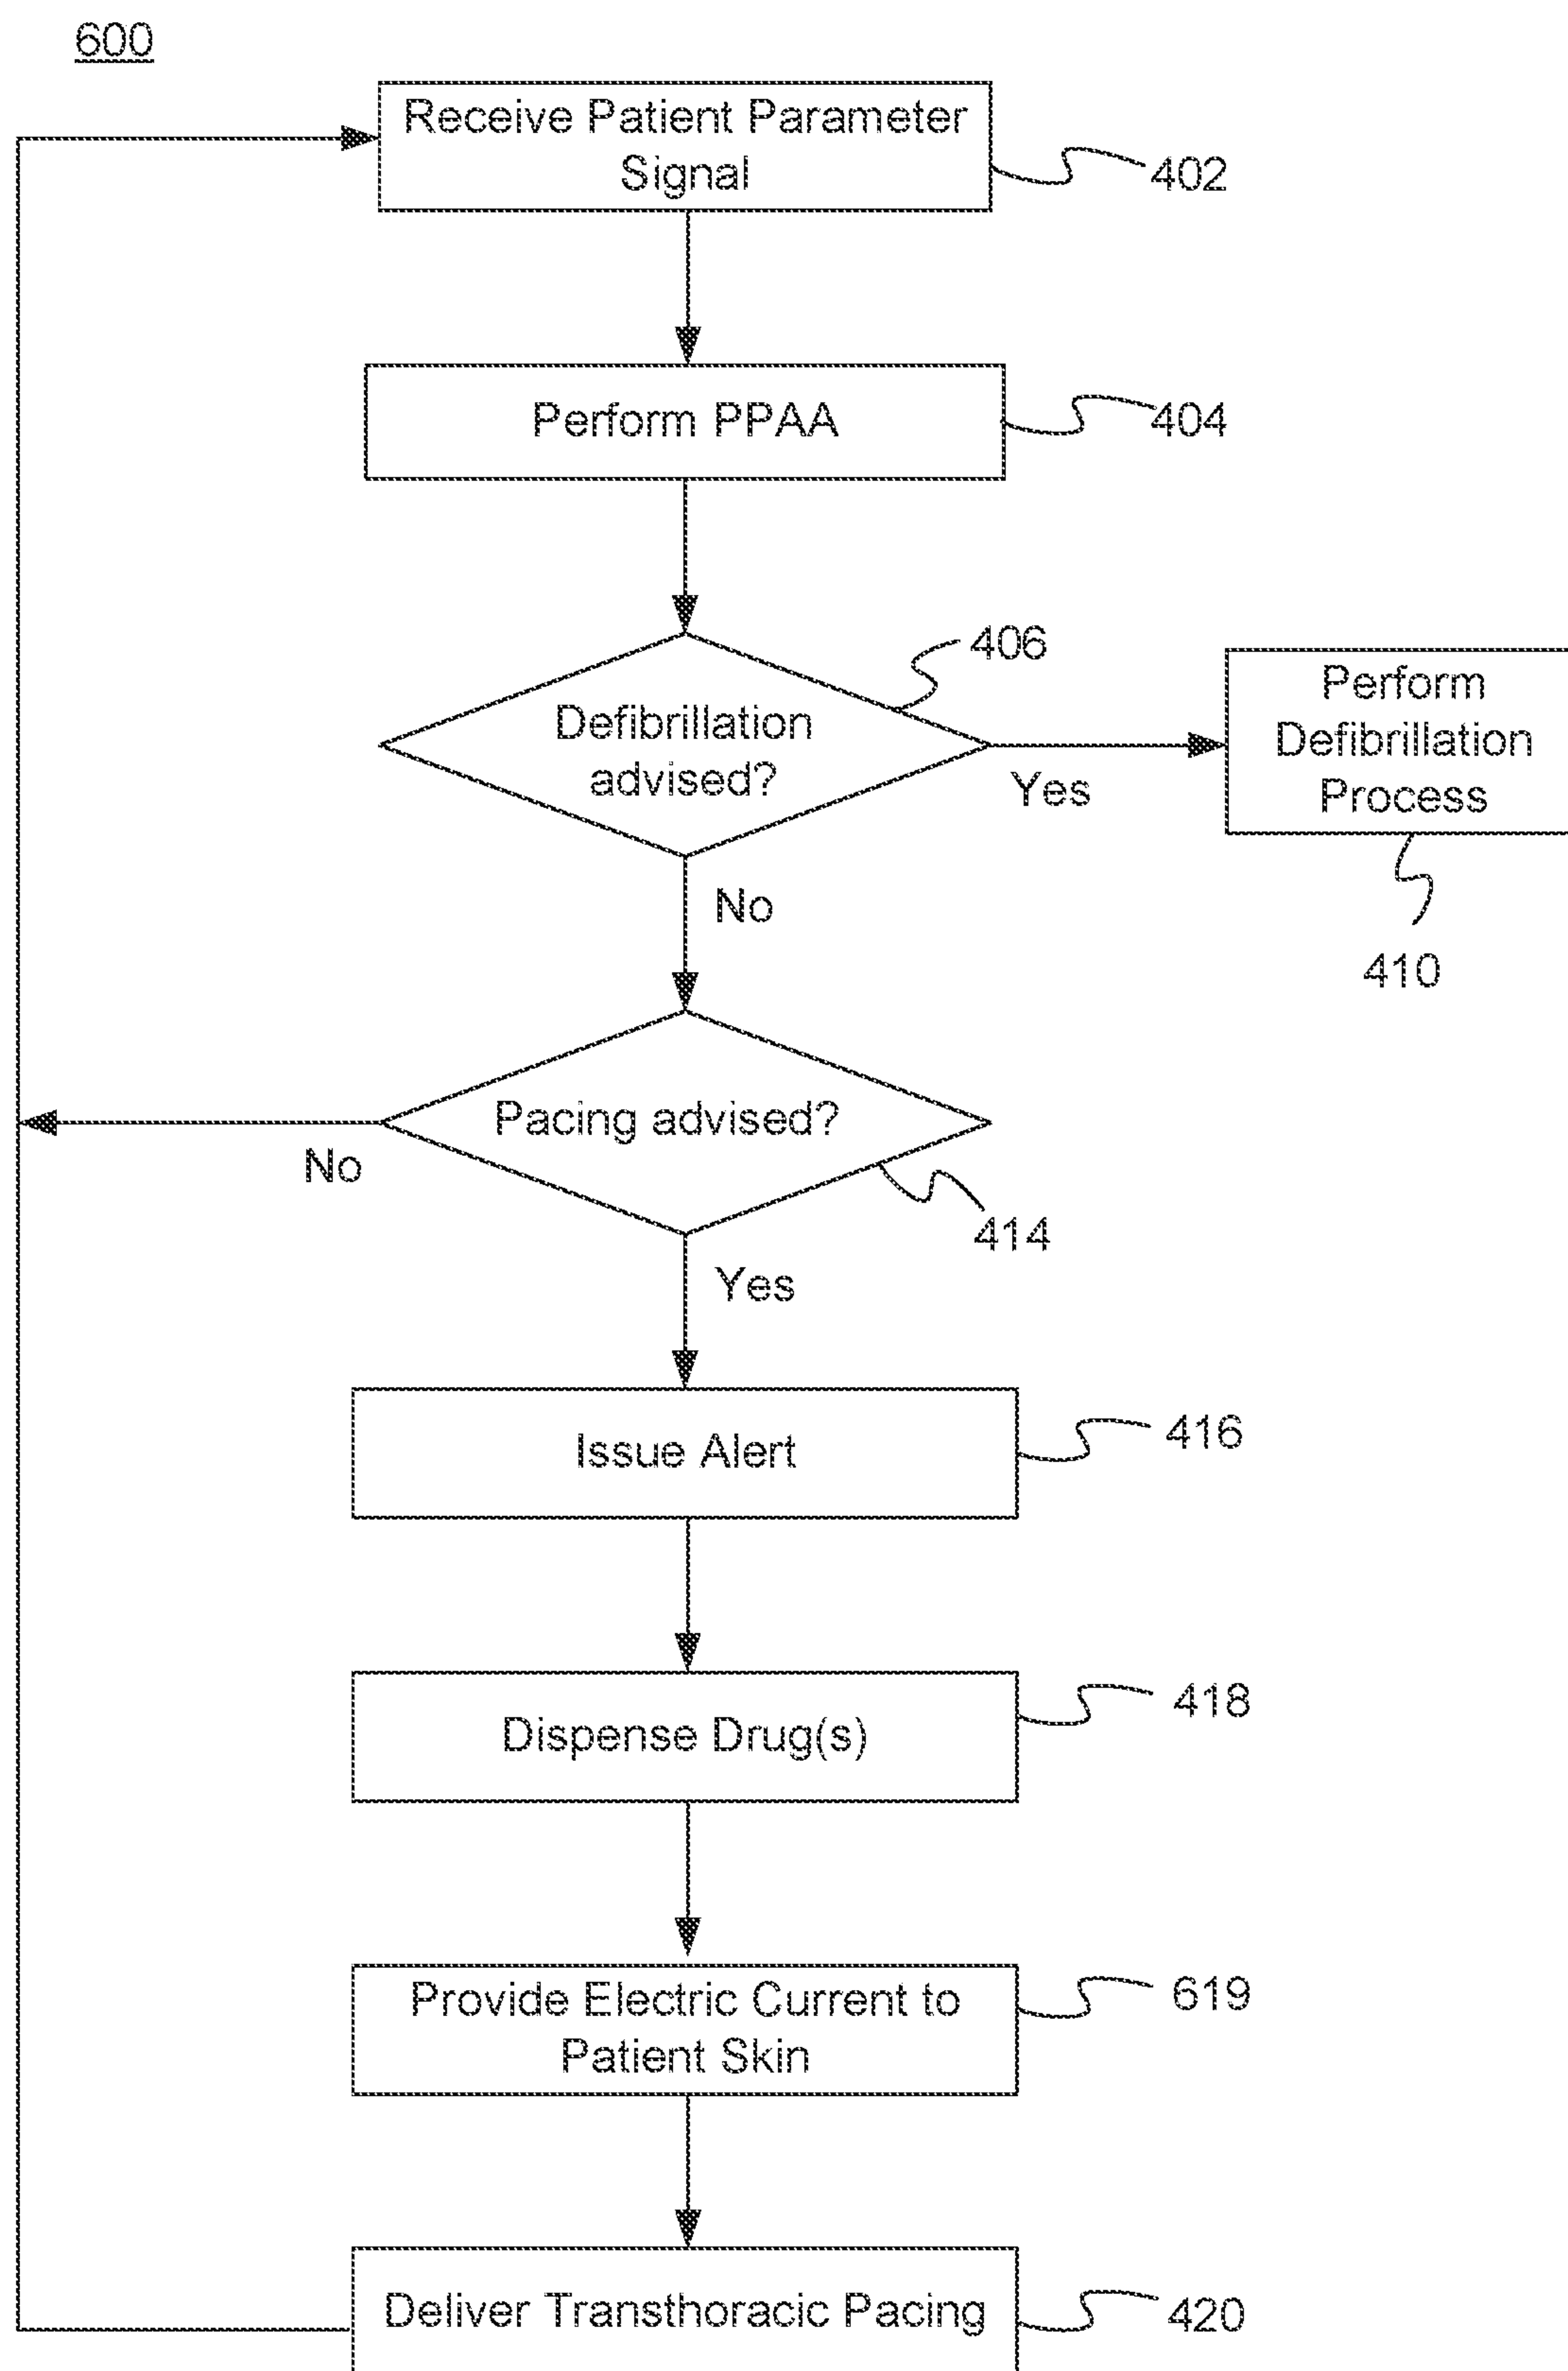 600
Receive Patient Parameter
Signal
402
Perform PPAA
404
406
Defibrillation
advised?
Yes
Perform
Defibrillation
Process
410
No
Pacing advised?
No
414
Yes
Issue Alert
416
Dispense Drug(s)
418
Provide Electric Current to
Patient Skin
619
Deliver Transthoracic Pacing
420